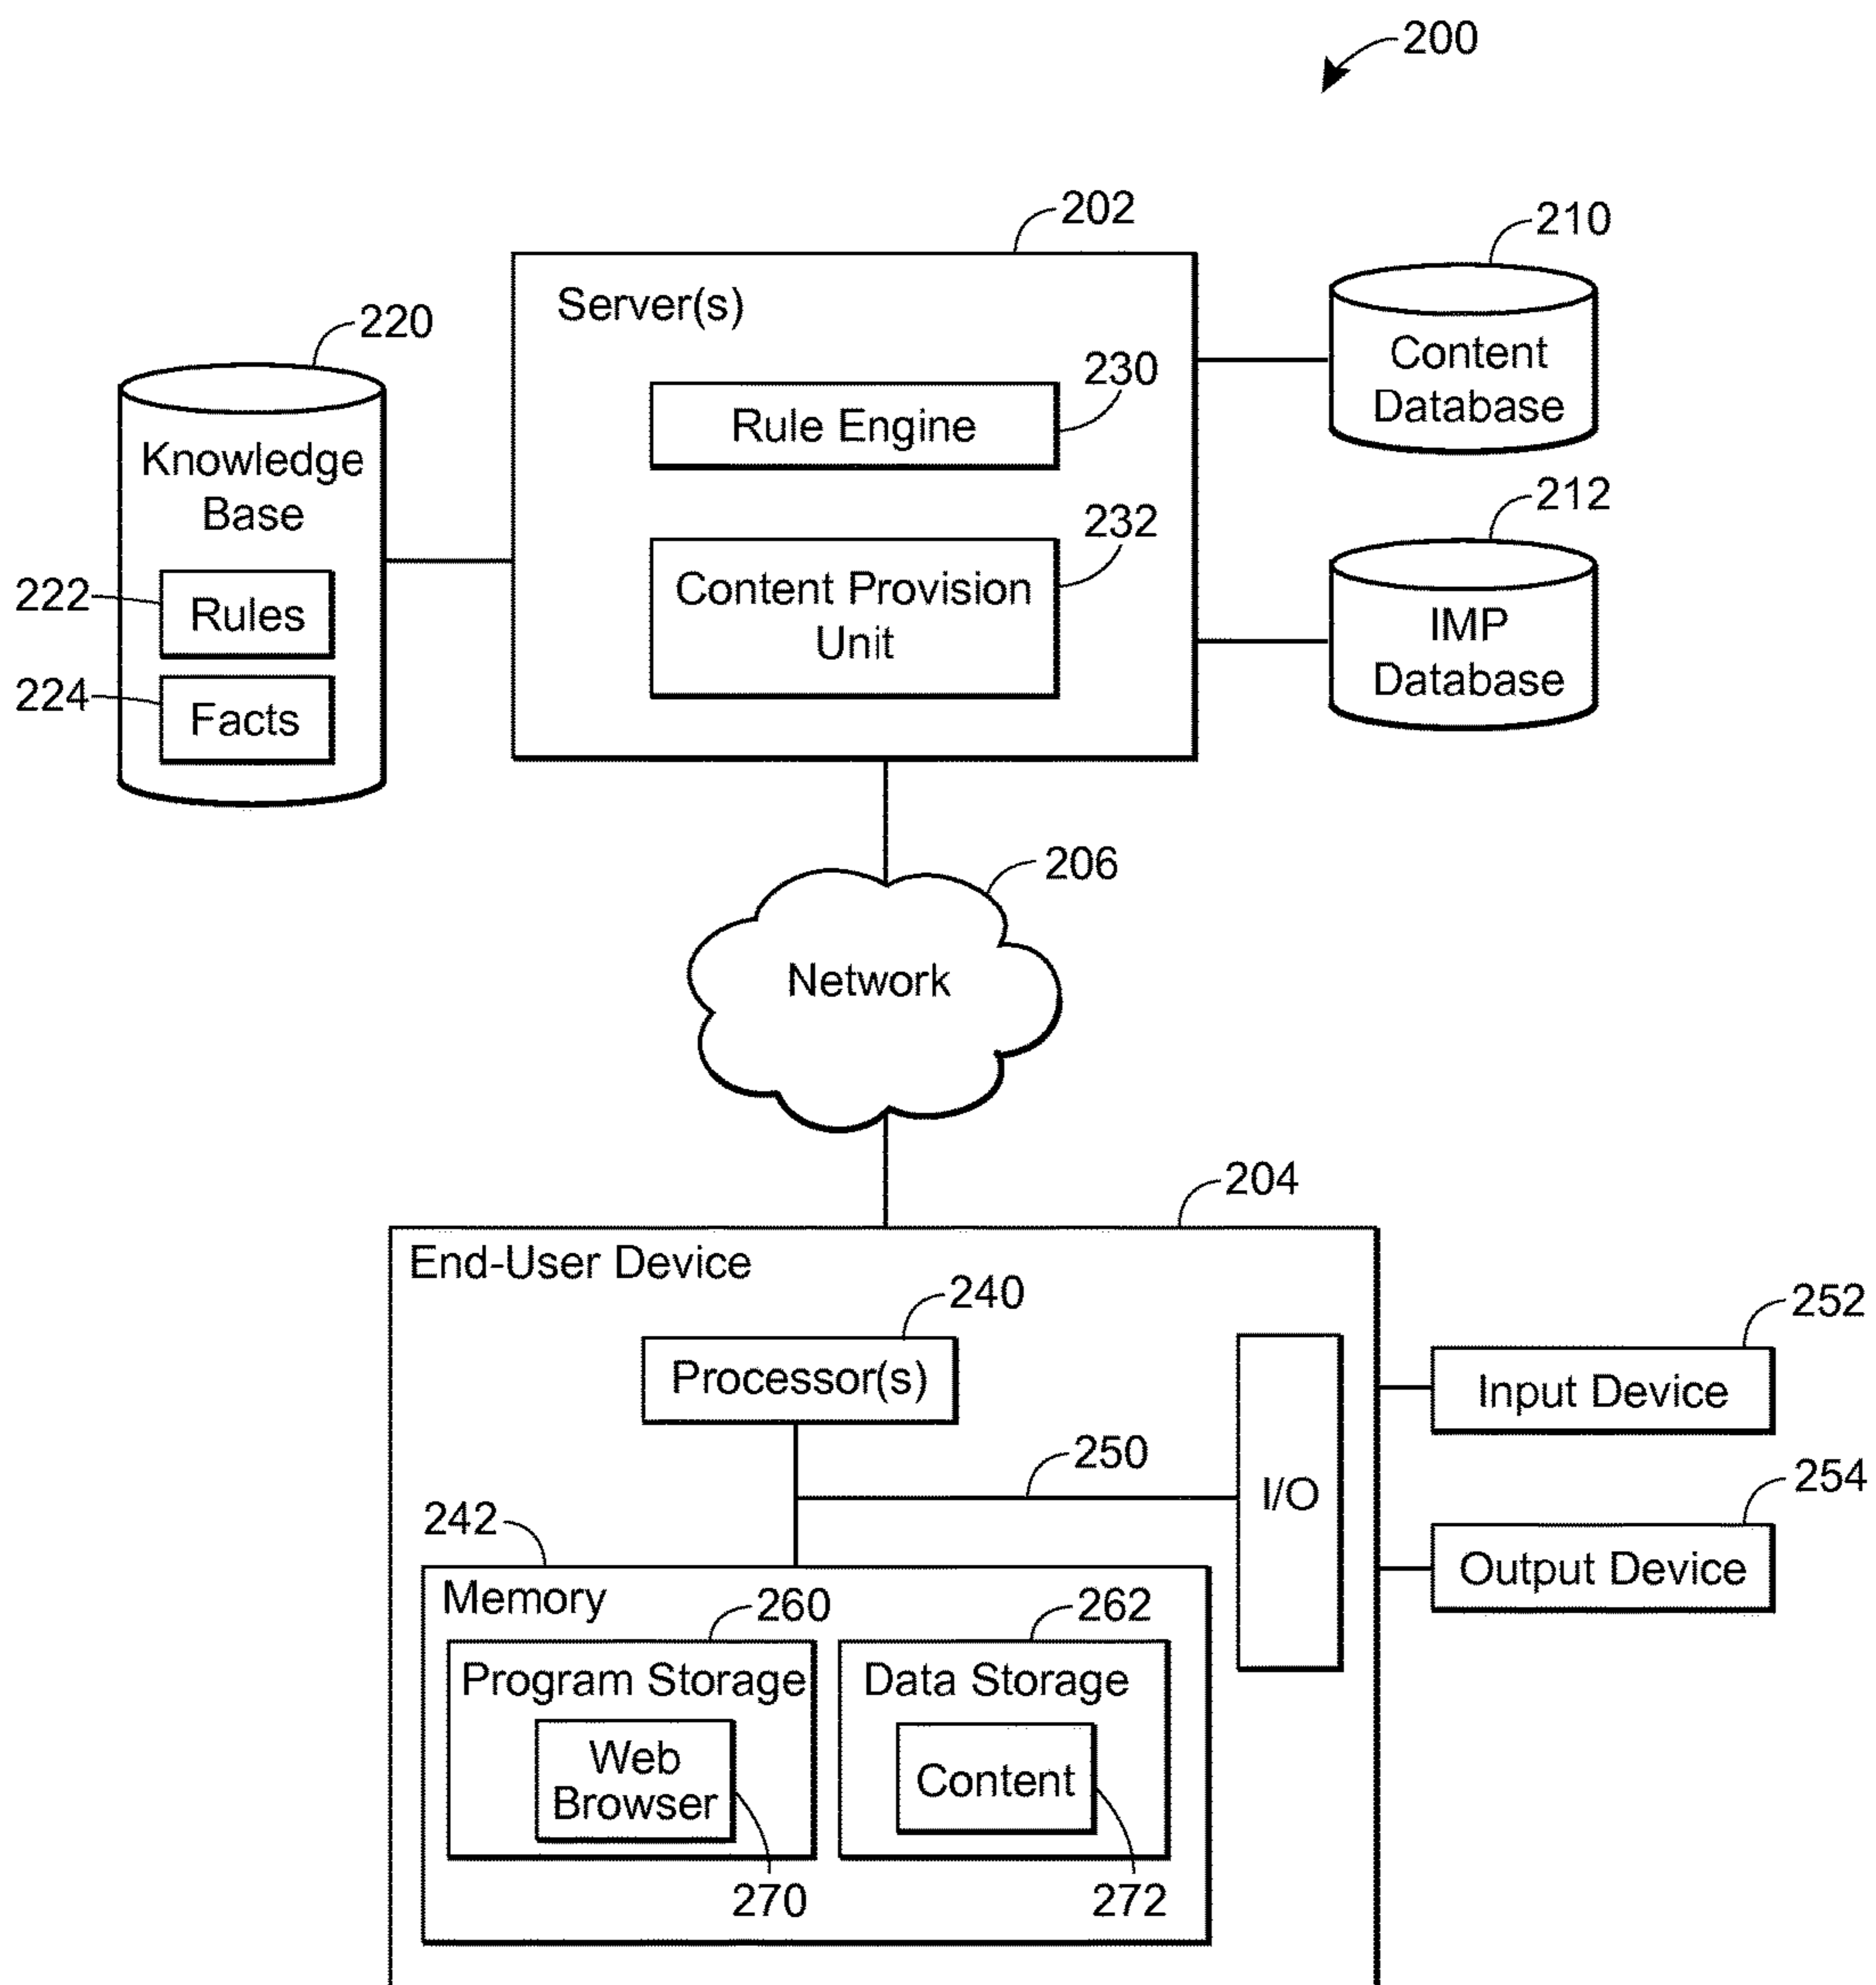 200
202
210
Server(s)
220
230
Content
Database
Rule Engine
Knowledge
Base
232
212
222
Rules
Content Provision
Unit
IMP
Database
224
Facts
206
Network
204
End-User Device
240
252
Processor(s)
Input Device
250
254
I/O
242
Output Device
Memory
260
262
Program Storage
Data Storage
Web
Browser
Content
270
272